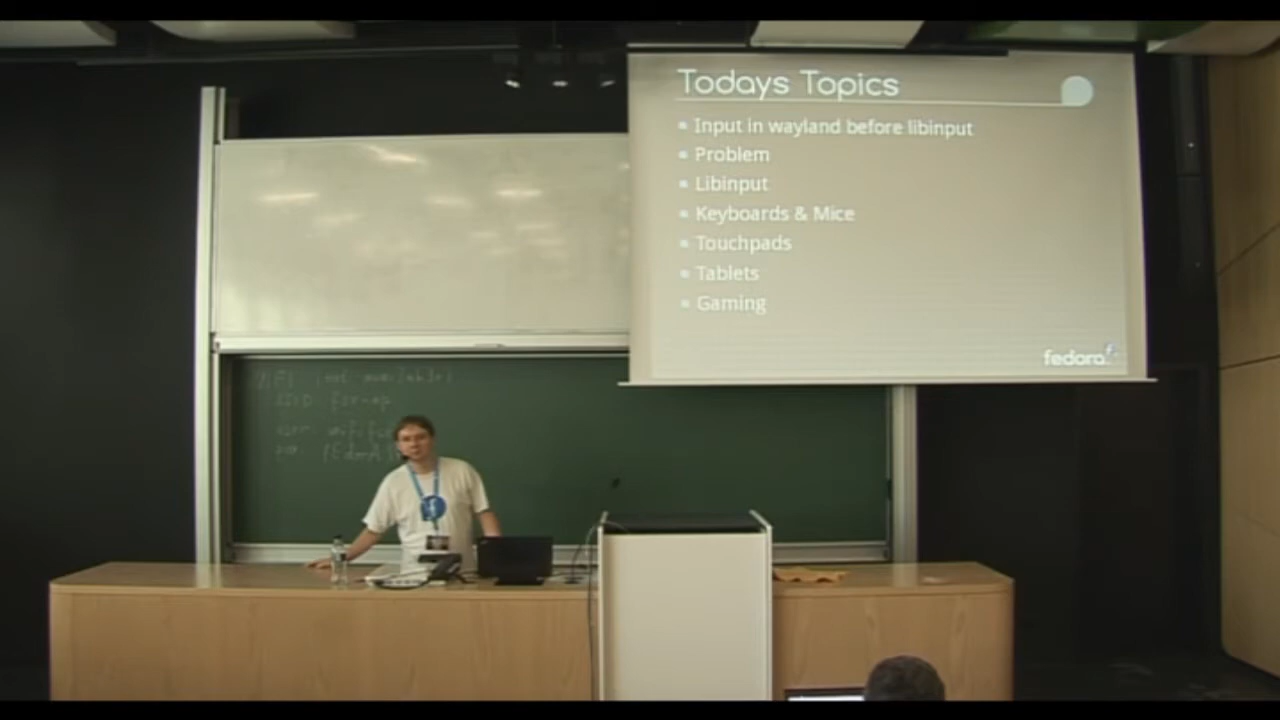 Todays Topics
Input in wayland before libinput
Problem
Libinput
Keyboards & Mice
Touchpads
Tablets
Gaming
fedora